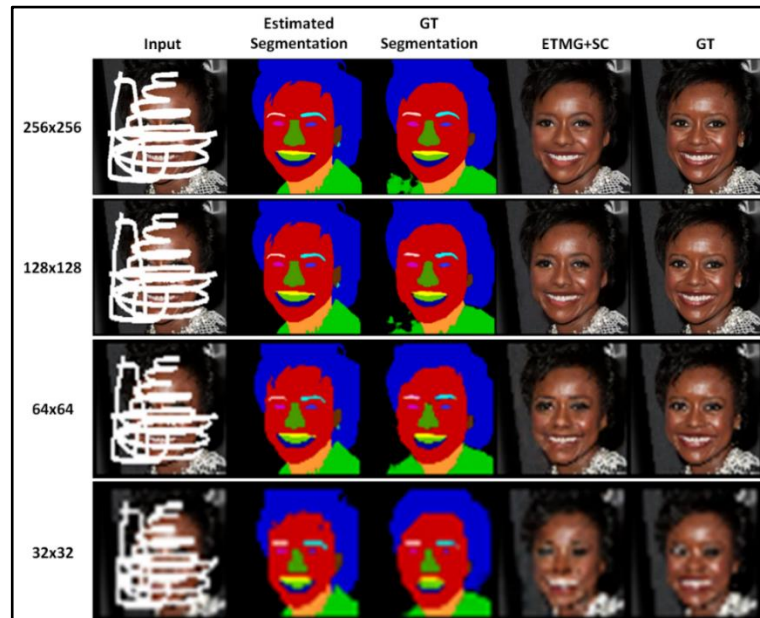 Input
Estimated
Segmentation
GT
Segmentation
ETMG+SC
GT
256x256
128x128
64x64
32x32